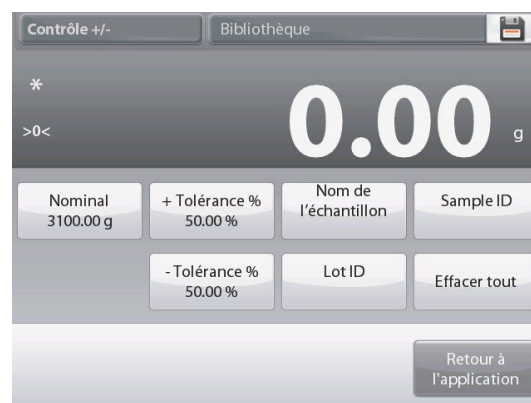 Contrôle +/-
Bibliothèque
*
>0<
0.00 g
Nominal
3100.00 g
+ Tolérance %
50.00 %
Nom de
l'échantillon
Sample ID
- Tolérance %
50.00 %
Lot ID
Effacer tout
Retour à
l'application